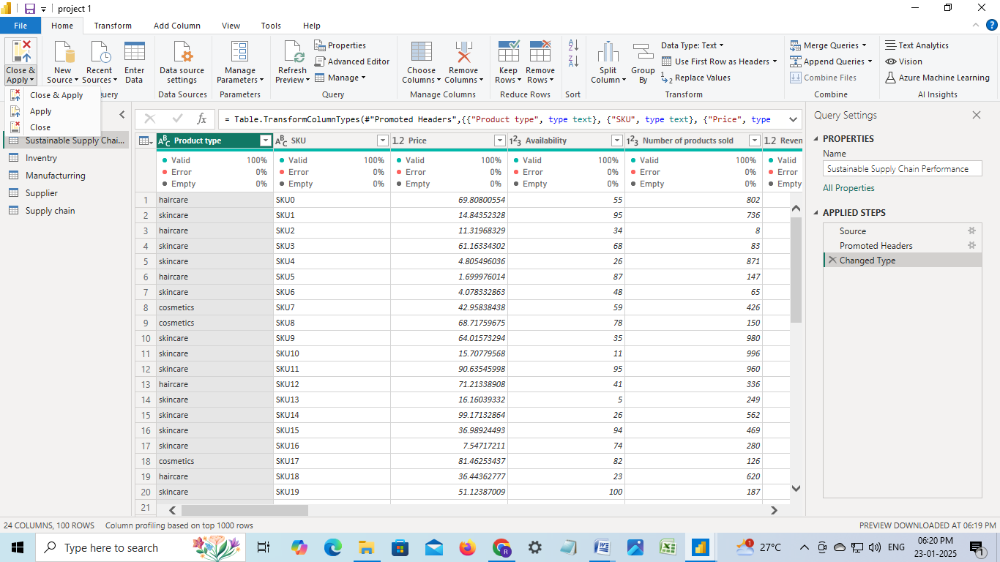 project 1
File Home Transform Add Column View Tools Help
Close & Apply
New Source
Recent Sources
Enter Data
Data source settings
Manage Parameters
Refresh Preview
Properties
Advanced Editor
Manage
Choose Columns
Remove Columns
Keep Rows
Remove Rows
Split Column
Group By
Data Type: Text
Use First Row as Headers
Replace Values
Merge Queries
Append Queries
Combine Files
Text Analytics
Vision
Azure Machine Learning
Query Data Sources Parameters Query Manage Columns Reduce Rows Sort Transform Combine AI Insights
Close & Apply
Apply
Close
Sustainable Supply Chai...
Inventry
Manufacturring
Supplier
Supply chain
= Table.TransformColumnTypes(#"Promoted Headers",{{"Product type", type text}, {"SKU", type text}, {"Price", type
Product type SKU 1.2 Price 123 Availability 123 Number of products sold 1.2 Reven
Valid 100% Valid 100% Valid 100% Valid 100% Valid 100% Valid
Error 0% Error 0% Error 0% Error 0% Error 0% Error
Empty 0% Empty 0% Empty 0% Empty 0% Empty 0% Empty
1 haircare SKU0 69.80800554 55 802
2 skincare SKU1 14.84352328 95 736
3 haircare SKU2 11.31968329 34 8
4 skincare SKU3 61.16334302 68 83
5 skincare SKU4 4.805496036 26 871
6 haircare SKU5 1.699976014 87 147
7 skincare SKU6 4.078332863 48 65
8 cosmetics SKU7 42.95838438 59 426
9 cosmetics SKU8 68.71759675 78 150
10 skincare SKU9 64.01573294 35 980
11 skincare SKU10 15.70779568 11 996
12 skincare SKU11 90.63545998 95 960
13 haircare SKU12 71.21338908 41 336
14 skincare SKU13 16.16039332 5 249
15 skincare SKU14 99.17132864 26 562
16 skincare SKU15 36.98924493 94 469
17 skincare SKU16 7.54717211 74 280
18 cosmetics SKU17 81.46253437 82 126
19 haircare SKU18 36.44362777 23 620
20 skincare SKU19 51.12387009 100 187
21
Query Settings
PROPERTIES
Name
Sustainable Supply Chain Performance
All Properties
APPLIED STEPS
Source
Promoted Headers
Changed Type
24 COLUMNS, 100 ROWS Column profiling based on top 1000 rows PREVIEW DOWNLOADED AT 06:19 PM
Type here to search
27°C
ENG
06:20 PM
23-01-2025